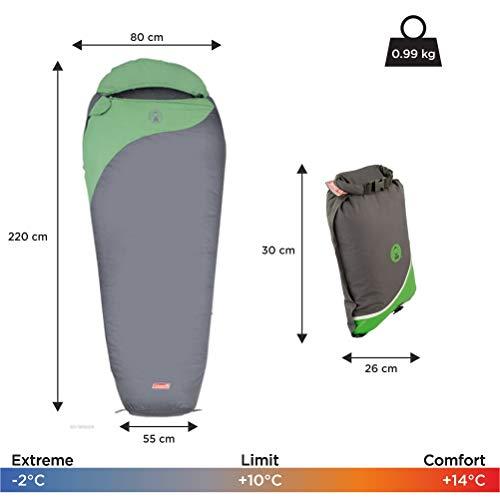 80 cm
0.99 kg
220 cm
30 cm
Coleman
26 cm
55 cm
Extreme Limit Comfort
-2°C +10°C +14°C